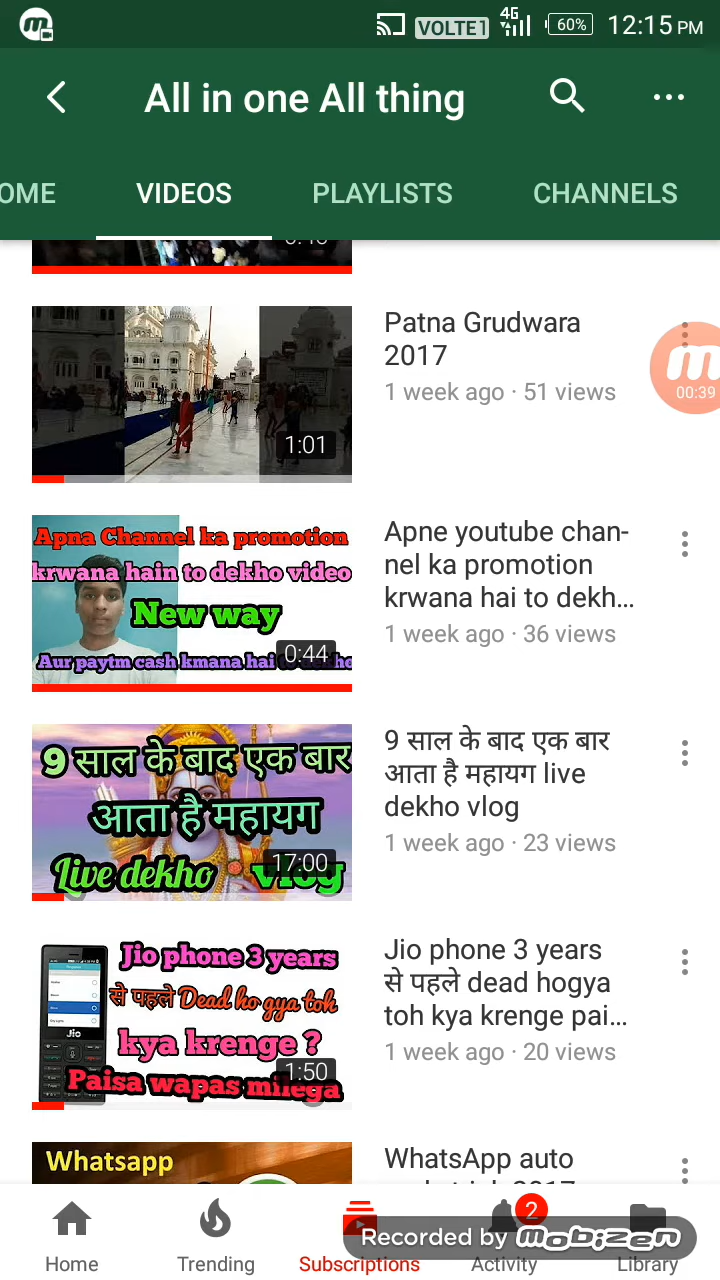 VOLTE1 4G 60% 12:15 PM
All in one All thing
OME VIDEOS PLAYLISTS CHANNELS
1:01
Patna Grudwara
2017
1 week ago · 51 views
m
00:39
Apna Channel ka promotion
krwana hain to dekho video
New way
Aur paytm cash kmana hai
0:44
Apne youtube chan-
nel ka promotion
krwana hai to dekh...
1 week ago · 36 views
9 साल के बाद एक बार
आता है महायग
Live dekho vlog
17:00
9 साल के बाद एक बार
आता है महायग live
dekho vlog
1 week ago · 23 views
Jio
Jio phone 3 years
से पहले Dead ho gya toh
kya krenge ?
Paisa wapas milega
1:50
Jio phone 3 years
से पहले dead hogya
toh kya krenge pai...
1 week ago · 20 views
Whatsapp
WhatsApp auto
2
Recorded by mobizen
Home Trending Subscriptions Activity Library